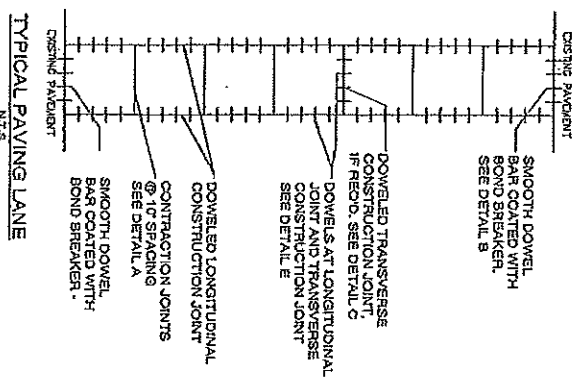 EXISTING PAVEMENT
SMOOTH DOWEL
BAR COATED WITH
BOND BREAKER.
SEE DETAIL B
DOWELED TRANSVERSE
CONSTRUCTION JOINT,
IF REQ'D. SEE DETAIL C
DOWELS AT LONGITUDINAL
JOINT AND TRANSVERSE
CONSTRUCTION JOINT
SEE DETAIL E
DOWELED LONGITUDINAL
CONSTRUCTION JOINT
CONTRACTION JOINTS
@ 10' SPACING
SEE DETAIL A
SMOOTH DOWEL
BAR COATED WITH
BOND BREAKER.
EXISTING PAVEMENT
TYPICAL PAVING LANE
N.T.S.